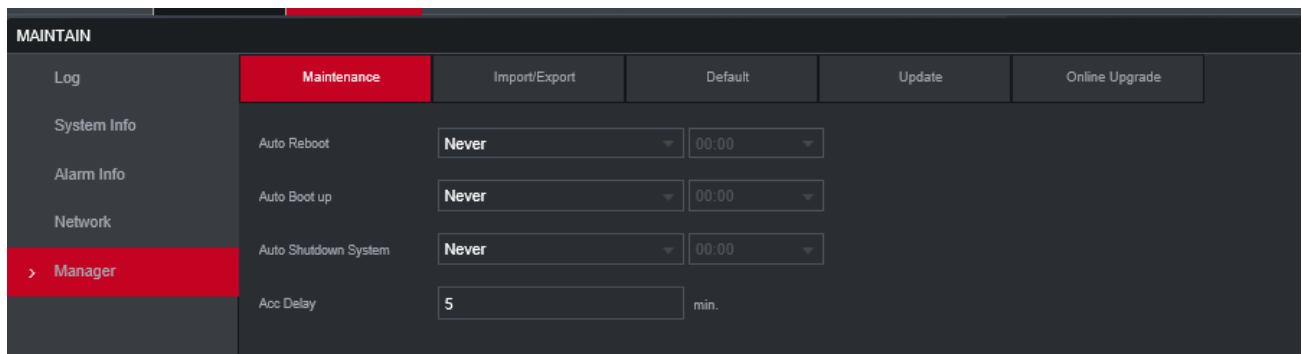 MAINTAIN
Log
Maintenance Import/Export Default Update Online Upgrade
System Info
Auto Reboot Never 00:00
Alarm Info
Auto Boot up Never 00:00
Network
Auto Shutdown System Never 00:00
> Manager
Acc Delay 5 min.